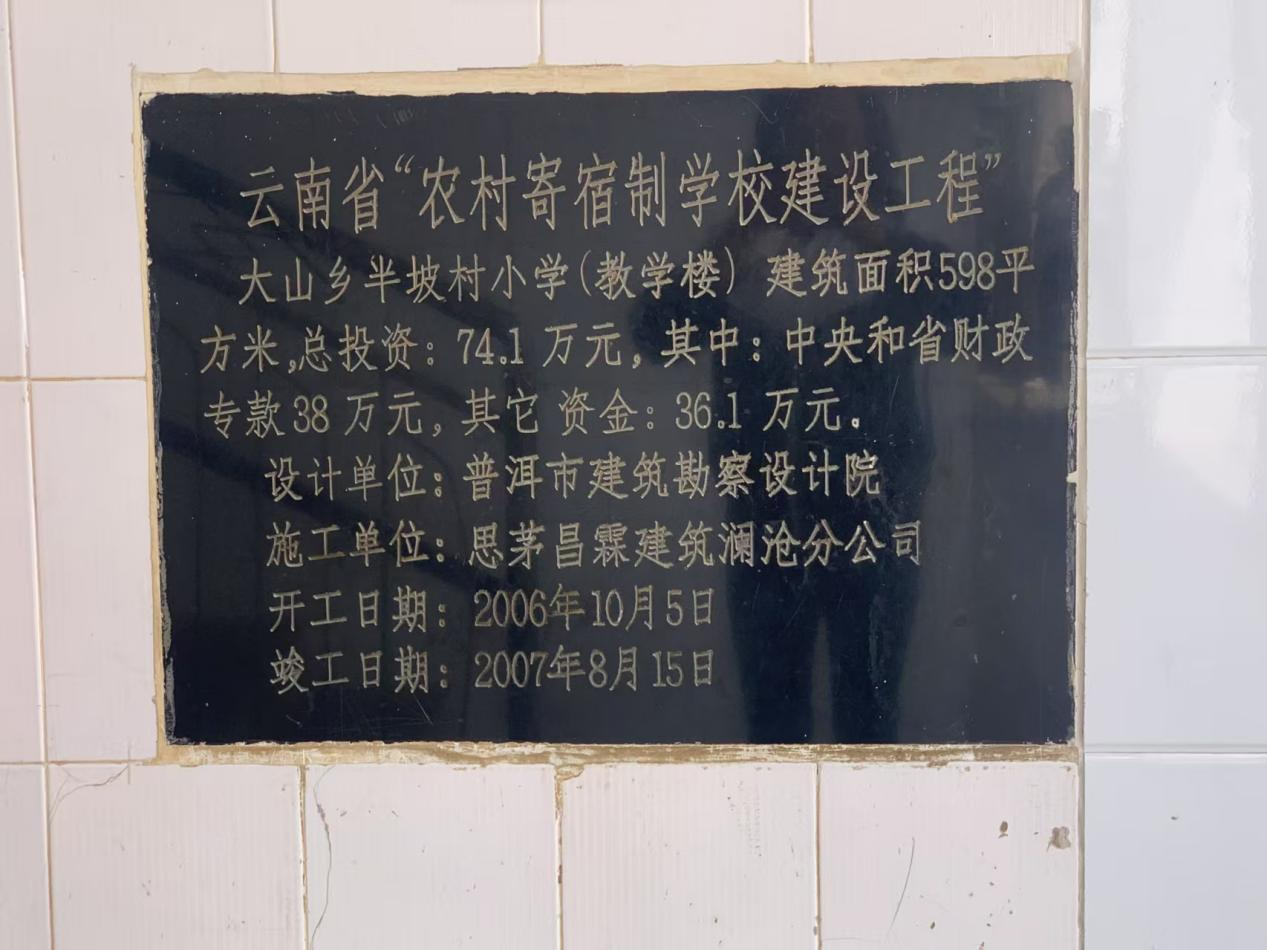 云南省“农村寄宿制学校建设工程”
大山乡半坡村小学(教学楼) 建筑面积598平
方米,总投资: 74.1 万元, 其中: 中央和省财政
专款38 万元, 其它 资金: 36.1 万元.
设计单位: 普洱市建筑勘察设计院
施工单位: 思茅昌霖建筑澜沧分公司
开工日期: 2006年10月5日
竣工日期: 2007年8月15日